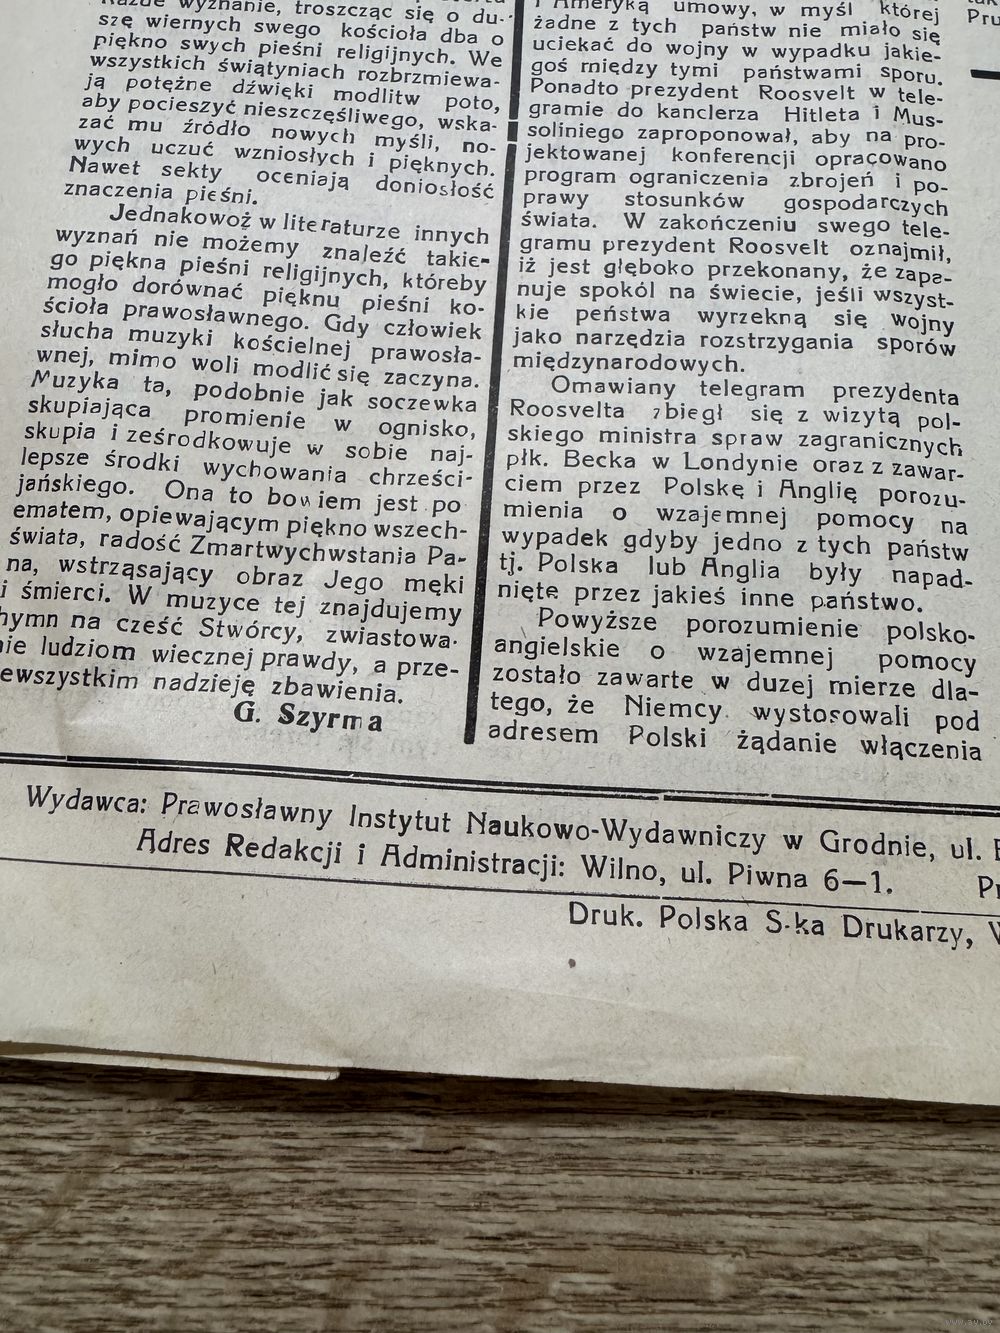 wyznanie, troszcząc się o du-
szę wiernych swego kościoła dba o
piękno swych pieśni religijnych. We
wszystkich świątyniach rozbrzmiewa-
ją potężne dźwięki modlitw poto,
aby pocieszyć nieszczęśliwego, wska-
zać mu źródło nowych myśli, no-
wych uczuć wzniosłych i pięknych.
Nawet sekty oceniają doniosłość
znaczenia pieśni.
Jednakowoż w literaturze innych
wyznań nie możemy znaleźć takie-
go piękna pieśni religijnych, któreby
mogło dorównać pięknu pieśni ko-
ścioła prawosławnego. Gdy człowiek
słucha muzyki kościelnej prawosła-
wnej, mimo woli modlić się zaczyna.
Muzyka ta, podobnie jak soczewka
skupiająca promienie w ognisko,
skupia i ześrodkowuje w sobie naj-
lepsze środki wychowania chrześci-
jańskiego. Ona to bowiem jest po
ematem, opiewającym piękno wszech-
świata, radość Zmartwychwstania Pa-
na, wstrząsający obraz Jego męki
i śmierci. W muzyce tej znajdujemy
hymn na cześć Stwórcy, zwiastowa-
nie ludziom wiecznej prawdy, a prze-
ewszystkim nadzieję zbawienia.
G. Szyrma
i Ameryką umowy, w myśl której
żadne z tych państw nie miało się
uciekać do wojny w wypadku jakie-
goś między tymi państwami sporu.
Ponadto prezydent Roosvelt w tele-
gramie do kanclerza Hitleta i Mus-
soliniego zaproponował, aby na pro-
jektowanej konferencji opracowano
program ograniczenia zbrojeń i po-
prawy stosunków gospodarczych
świata. W zakończeniu swego tele-
gramu prezydent Roosvelt oznajmił,
iż jest głęboko przekonany, że zapa-
nuje spokól na świecie, jeśli wszyst-
kie peństwa wyrzekną się wojny
jako narzędzia rozstrzygania sporów
międzynarodowych.
Omawiany telegram prezydenta
Roosvelta zbiegł się z wizytą pol-
skiego ministra spraw zagranicznych
płk. Becka w Londynie oraz z zawar-
ciem przez Polskę i Anglię porozu-
mienia o wzajemnej pomocy na
wypadek gdyby jedno z tych państw
tj. Polska lub Anglia były napad-
nięte przez jakieś inne państwo.
Powyższe porozumienie polsko-
angielskie o wzajemnej pomocy
zostało zawarte w duzej mierze dla-
tego, że Niemcy wystosowali pod
adresem Polski żądanie włączenia
Pru
Wydawca: Prawosławny Instytut Naukowo-Wydawniczy w Grodnie, ul.
Adres Redakcji i Administracji: Wilno, ul. Piwna 6—1.
Druk. Polska S-ka Drukarzy,
www.ay.by